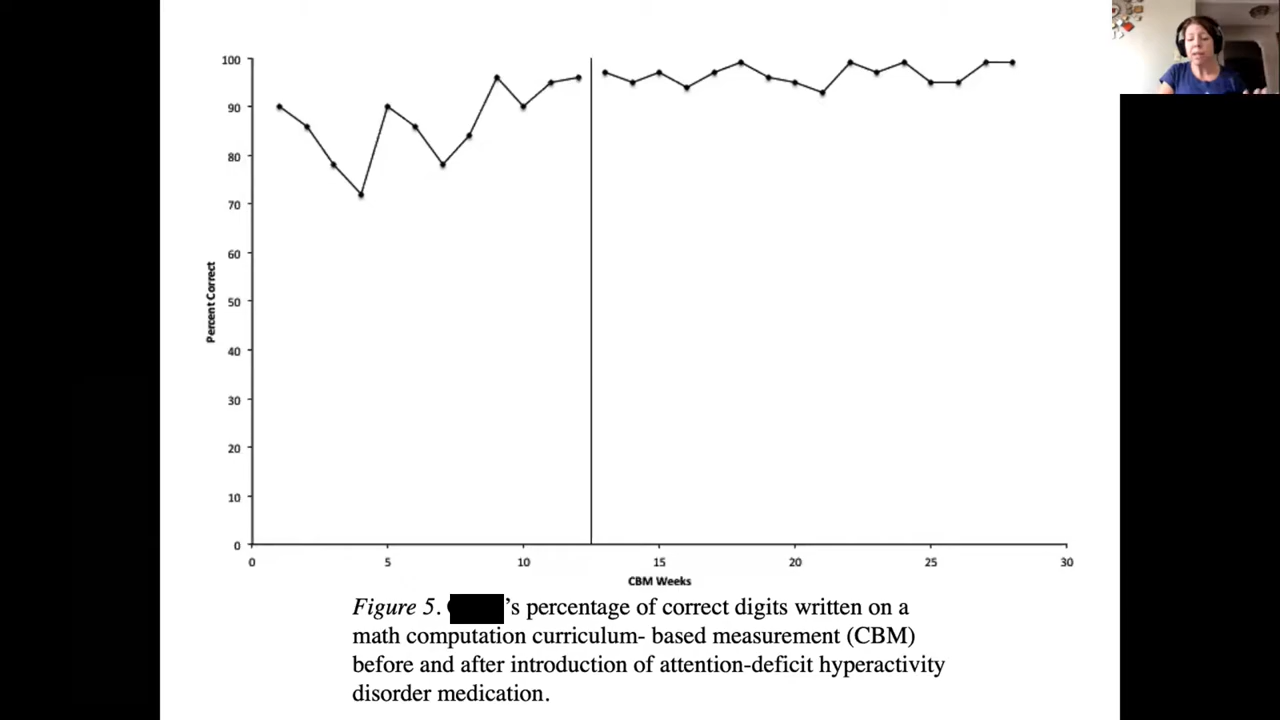 100
90
80
70
60
50
40
30
20
10
0
Percent Correct
0 5 10 15 20 25 30
CBM Weeks
Figure 5. 's percentage of correct digits written on a
math computation curriculum- based measurement (CBM)
before and after introduction of attention-deficit hyperactivity
disorder medication.